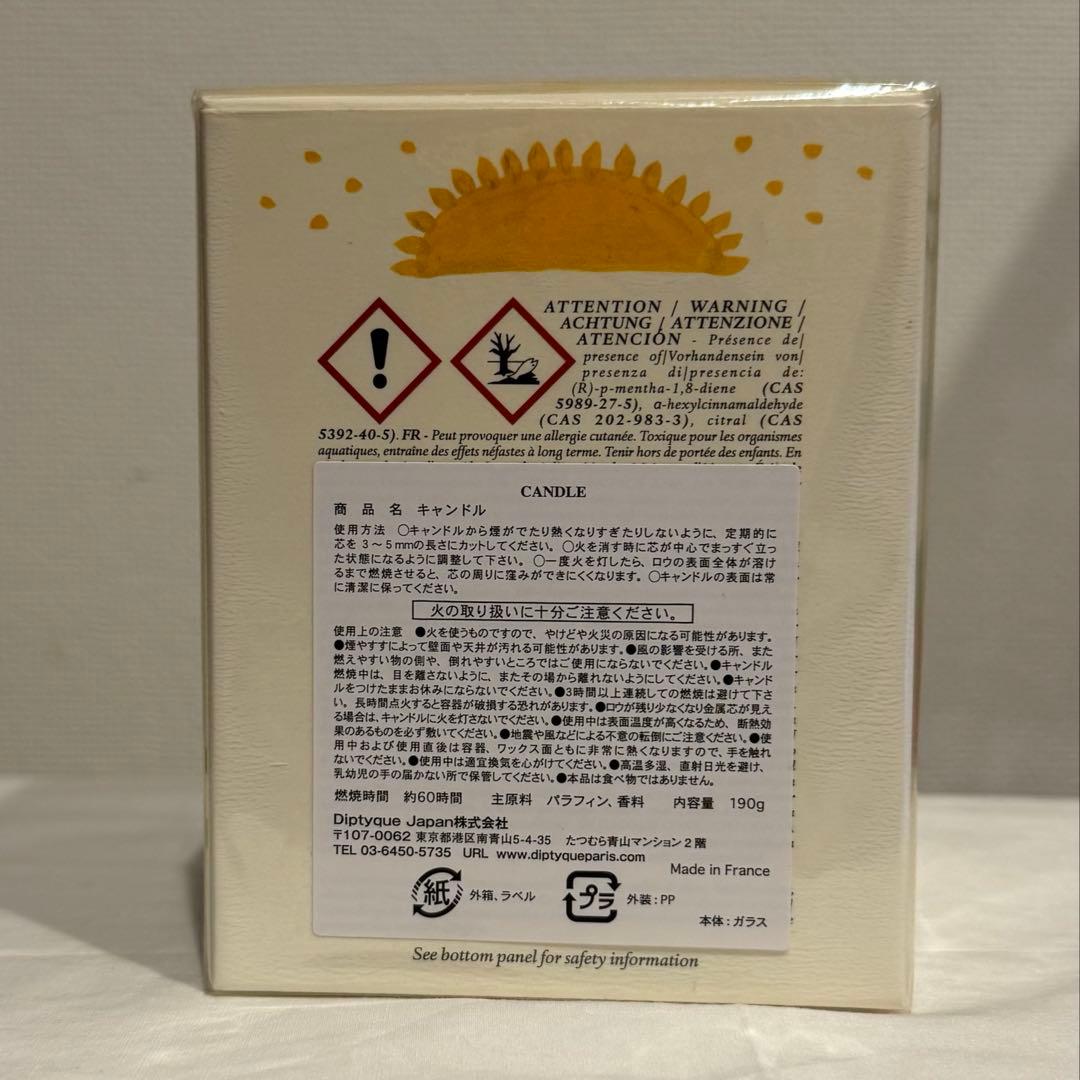 ATTENTION / WARNING /
ACHTUNG / ATTENZIONE /
ATENCIÓN - Présence de|
presence of|Vorhandensein von|
presenza di|presencia de:
(R)-p-mentha-1,8-diene (CAS
5989-27-5), α-hexylcinnamaldehyde
(CAS 202-983-3), citral (CAS
5392-40-5). FR - Peut provoquer une allergie cutanée. Toxique pour les organismes
aquatiques, entraîne des effets néfastes à long terme. Tenir hors de portée des enfants. En
CANDLE
商品名 キャンドル
使用方法 〇キャンドルから煙がでたり熱くなりすぎたりしないように、定期的に
芯を3~5mmの長さにカットしてください。〇火を消す時に芯が中心でまっすぐ立っ
た状態になるように調整して下さい。〇一度火を灯したら、ロウの表面全体が溶け
るまで燃焼させると、芯の周りに窪みができにくくなります。〇キャンドルの表面は常
に清潔に保ってください。
火の取り扱いに十分ご注意ください。
使用上の注意 ●火を使うものですので、やけどや火災の原因になる可能性があります。
●煙やすすによって壁面や天井が汚れる可能性があります。●風の影響を受ける所、また
燃えやすい物の側や、倒れやすいところではご使用にならないでください。●キャンドル
燃焼中は、目を離さないように、またその場から離れないようにしてください。●キャンド
ルをつけたままお休みにならないでください。●3時間以上連続しての燃焼は避けて下さ
い。長時間点火すると容器が破損する恐れがあります。●ロウが残り少なくなり金属芯が見え
る場合は、キャンドルに火を灯さないでください。●使用中は表面温度が高くなるため、断熱効
果のあるものを必ず敷いてください。●地震や風などによる不意の転倒にご注意ください。●使
用中および使用直後は容器、ワックス面ともに非常に熱くなりますので、手を触れ
ないでください。●使用中は適宜換気を心がけてください。●高温多湿、直射日光を避け、
乳幼児の手の届かない所で保管してください。●本品は食べ物ではありません。
燃焼時間 約60時間 主原料 パラフィン、香料 内容量 190g
Diptyque Japan株式会社
〒107-0062 東京都港区南青山5-4-35 たつむら青山マンション2階
TEL 03-6450-5735 URL www.diptyqueparis.com
Made in France
紙 外箱、ラベル プラ 外装:PP
本体:ガラス
See bottom panel for safety information